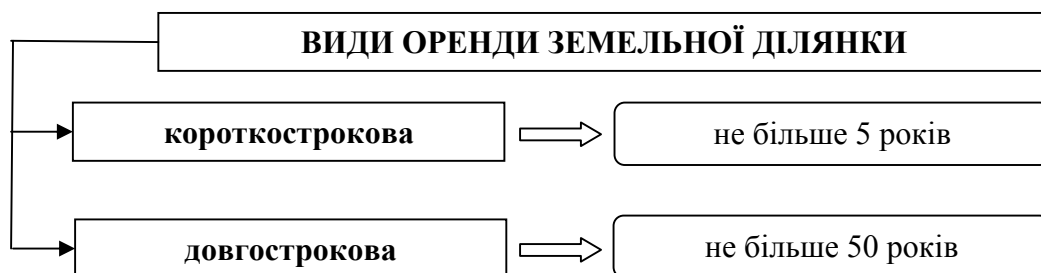 ВИДИ ОРЕНДИ ЗЕМЕЛЬНОЇ ДІЛЯНКИ
короткострокова
не більше 5 років
довгострокова
не більше 50 років